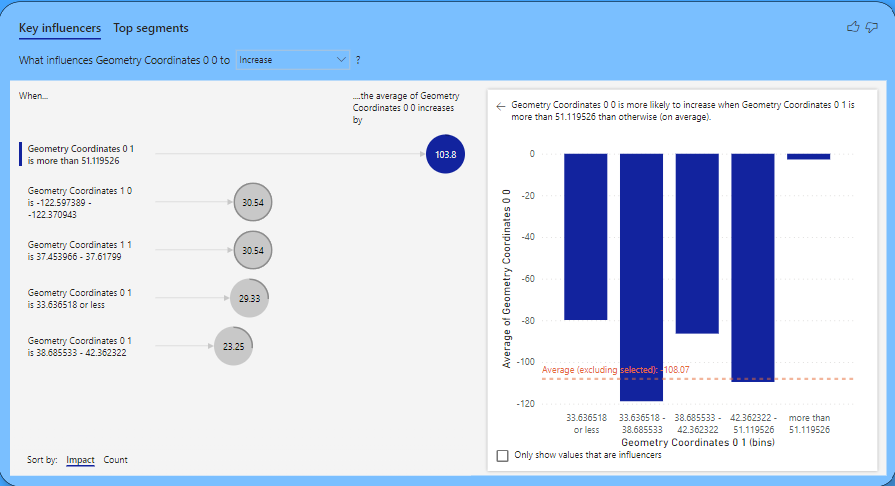 Key influencers Top segments
What influences Geometry Coordinates 0 0 to Increase ?
When...
....the average of Geometry
Coordinates 0 0 increases
by
Geometry Coordinates 0 1
is more than 51.119526
103.8
Geometry Coordinates 1 0
is -122.597389 -
-122.370943
30.54
Geometry Coordinates 1 1
is 37.453966 - 37.61799
30.54
Geometry Coordinates 0 1
is 33.636518 or less
29.33
Geometry Coordinates 0 1
is 38.685533 - 42.362322
23.25
Sort by: Impact Count
← Geometry Coordinates 0 0 is more likely to increase when Geometry Coordinates 0 1 is
more than 51.119526 than otherwise (on average).
Average of Geometry Coordinates 0 0
0
-20
-40
-60
-80
-100
-120
Average (excluding selected): -108.07
33.636518
or less
33.636518 -
38.685533
38.685533 -
42.362322
42.362322 -
51.119526
more than
51.119526
Geometry Coordinates 0 1 (bins)
Only show values that are influencers